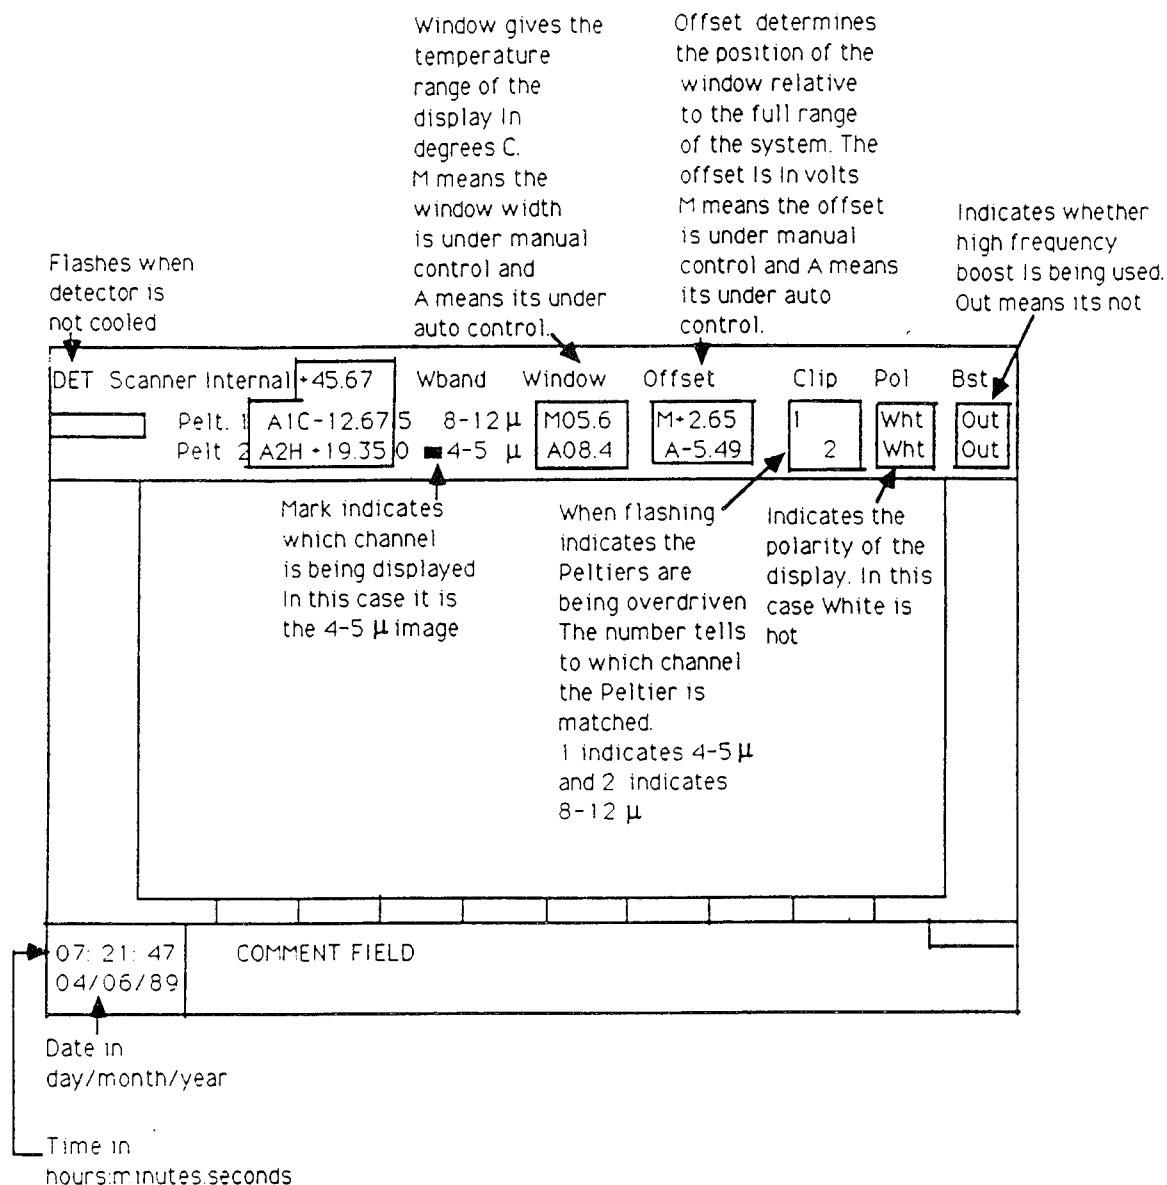 Window gives the
temperature
range of the
display in
degrees C.
M means the
window width
is under manual
control and
A means its under
auto control.
Offset determines
the position of the
window relative
to the full range
of the system. The
offset is in volts
M means the offset
is under manual
control and A means
its under auto
control.
Indicates whether
high frequency
boost is being used.
Out means its not
Flashes when
detector is
not cooled
DET Scanner Internal +45.67 Wband Window Offset Clip Pol Bst
Pelt. 1 A1C-12.67 5 8-12 μ M05.6 M+2.65 1 Wht Out
Pelt 2 A2H +19.35 0 4-5 μ A08.4 A-5.49 2 Wht Out
Mark indicates
which channel
is being displayed
In this case it is
the 4-5 μ image
When flashing
indicates the
Peltiers are
being overdriven
The number tells
to which channel
the Peltier is
matched.
1 indicates 4-5 μ
and 2 indicates
8-12 μ
Indicates the
polarity of the
display. In this
case White is
hot
07: 21: 47
04/06/89
COMMENT FIELD
Date in
day/month/year
Time in
hours:minutes:seconds